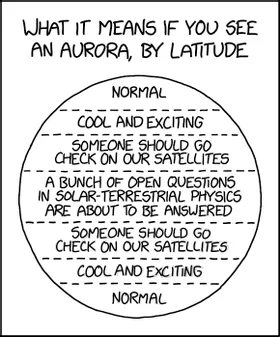 WHAT IT MEANS IF YOU SEE
AN AURORA, BY LATITUDE
NORMAL
COOL AND EXCITING
SOMEONE SHOULD GO
CHECK ON OUR SATELLITES
A BUNCH OF OPEN QUESTIONS
IN SOLAR-TERRESTRIAL PHYSICS
ARE ABOUT TO BE ANSWERED
SOMEONE SHOULD GO
CHECK ON OUR SATELLITES
COOL AND EXCITING
NORMAL